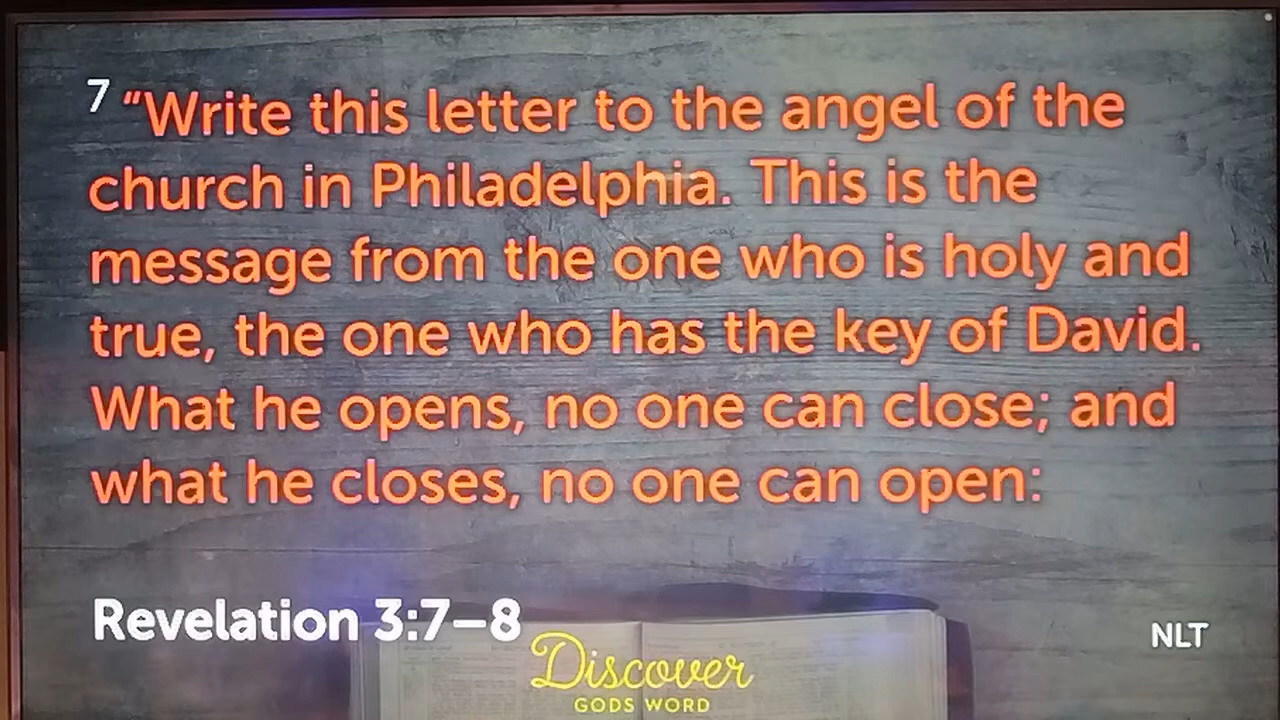 7 “Write this letter to the angel of the
church in Philadelphia. This is the
message from the one who is holy and
true, the one who has the key of David.
What he opens, no one can close; and
what he closes, no one can open:
Revelation 3:7–8
NLT
Discover
GODS WORD